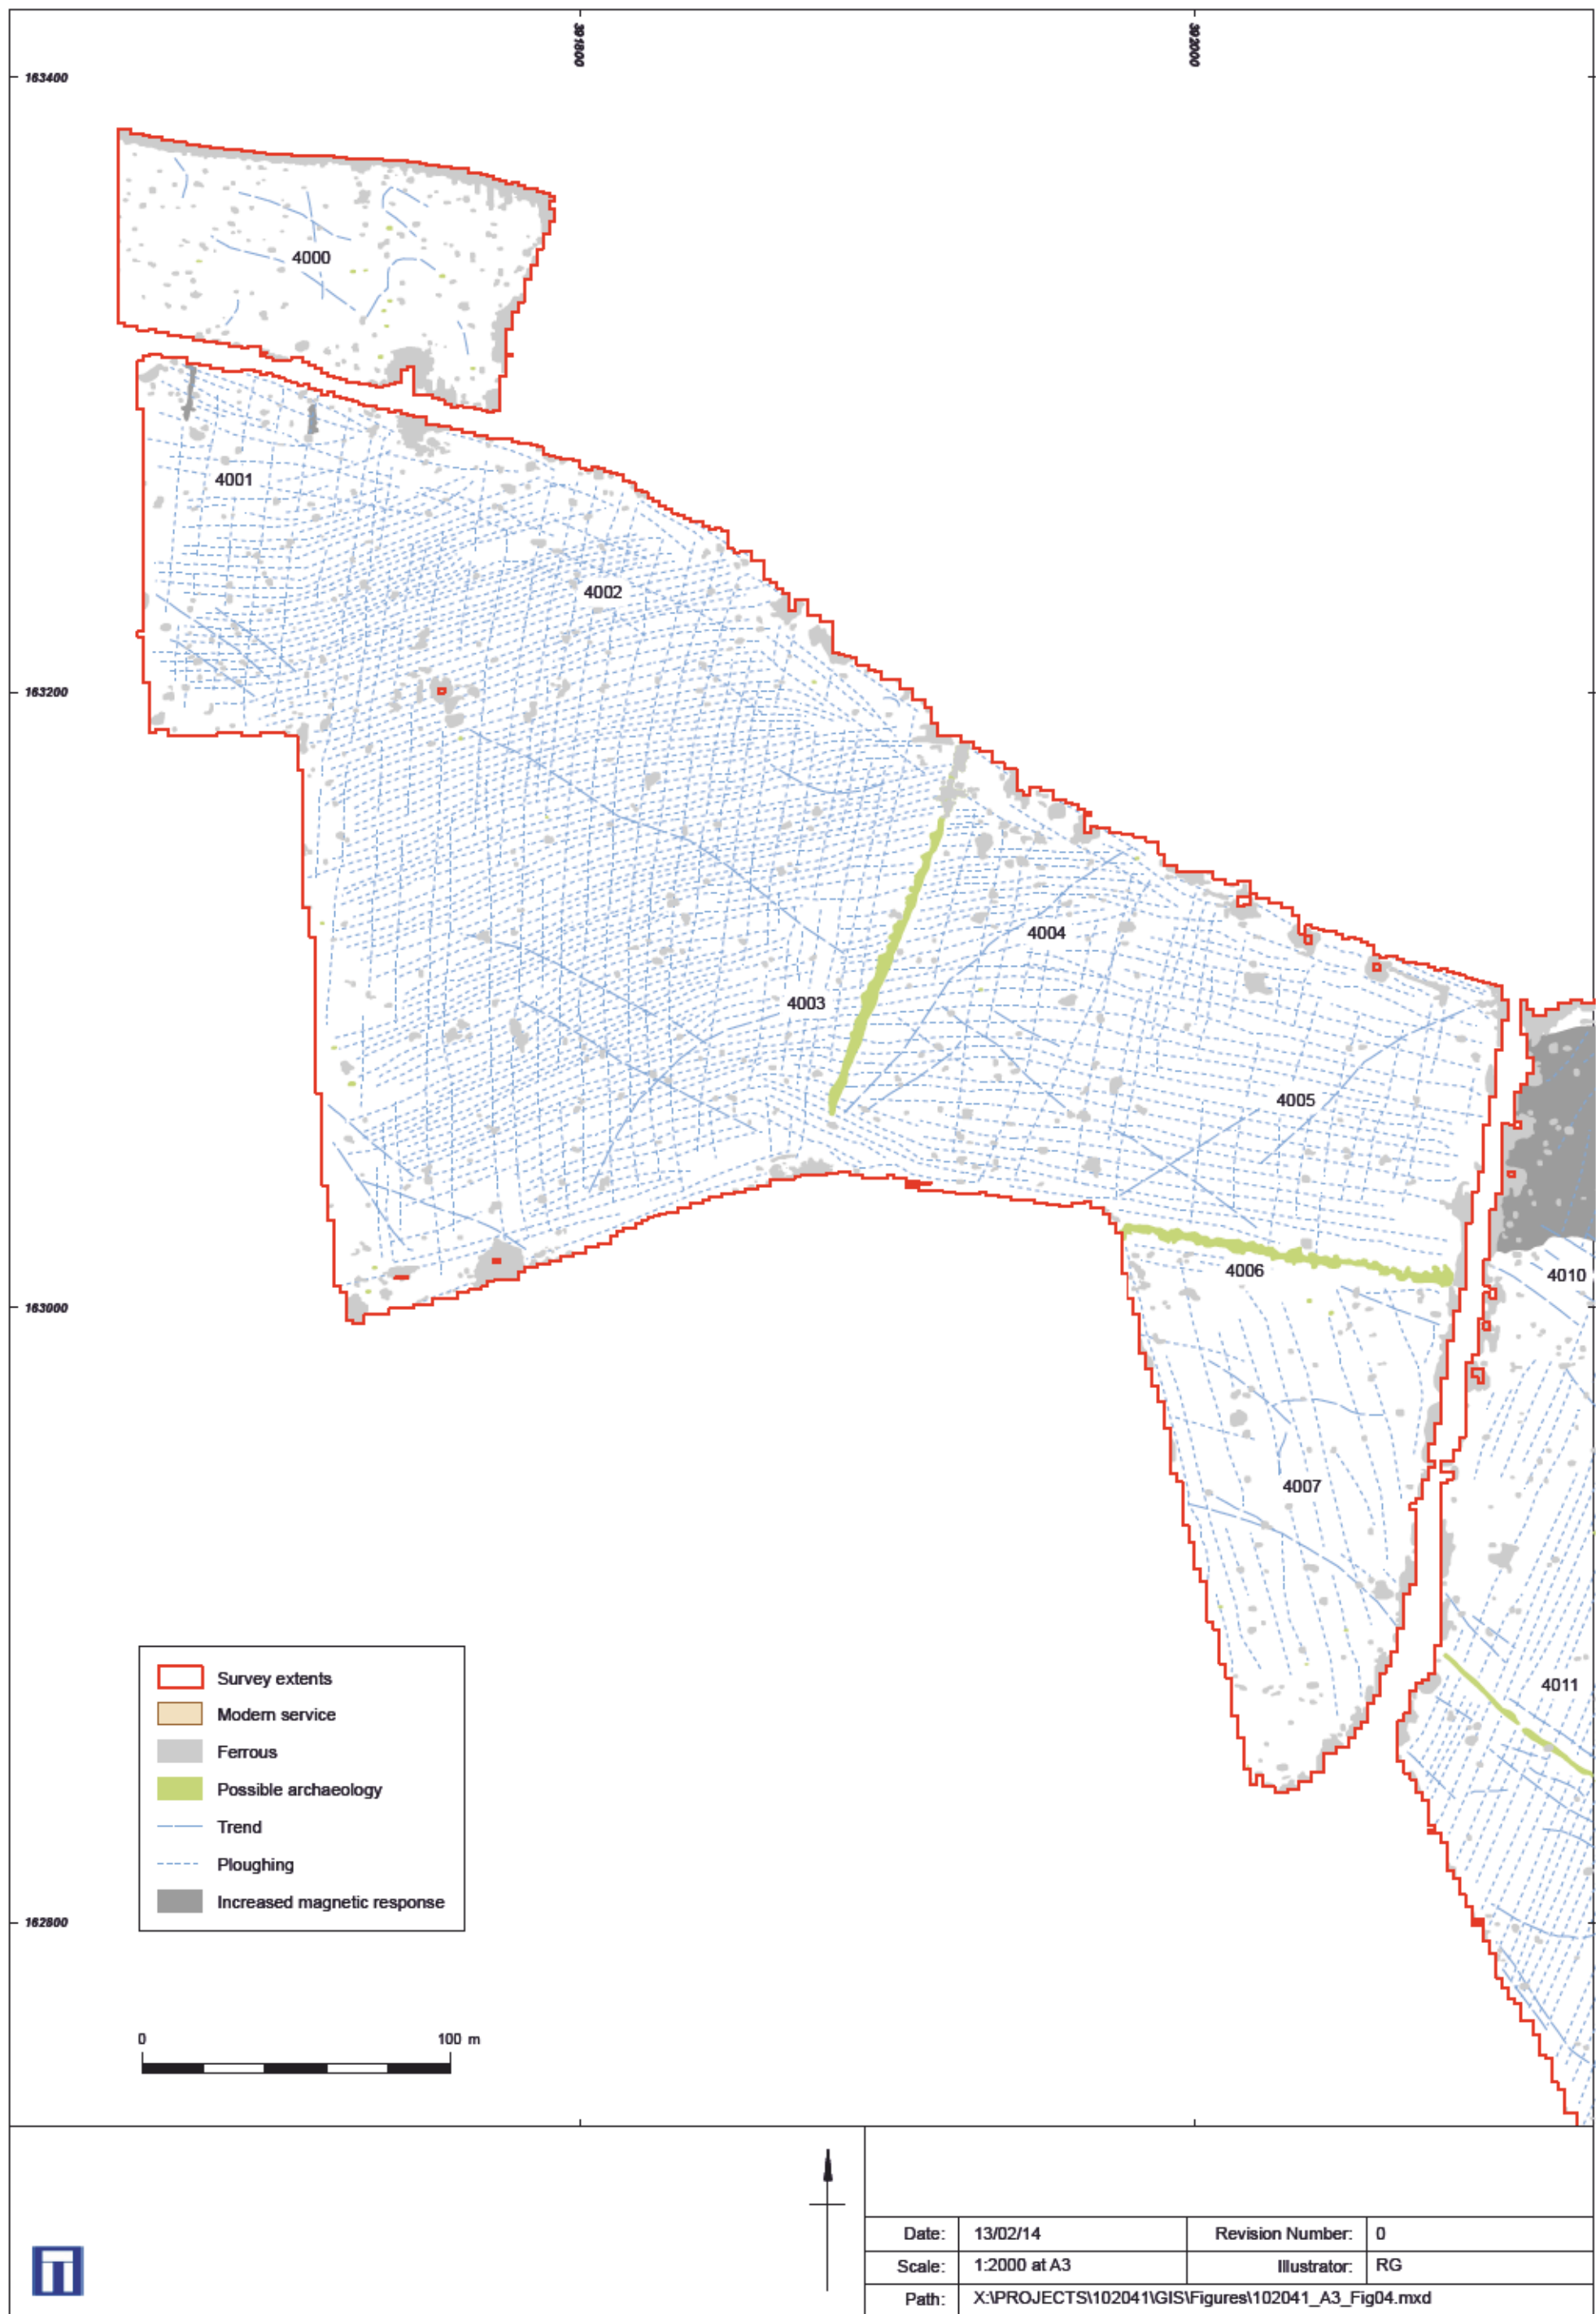 391800
392000
163400
4000
4001
4002
163200
4004
4003
4005
4006
4010
163000
4007
Survey extents
Modern service
Ferrous
Possible archaeology
Trend
Ploughing
Increased magnetic response
4011
162800
0 100 m
Date: 13/02/14 Revision Number: 0
Scale: 1:2000 at A3 Illustrator: RG
Path: X:\PROJECTS\102041\GIS\Figures\102041_A3_Fig04.mxd